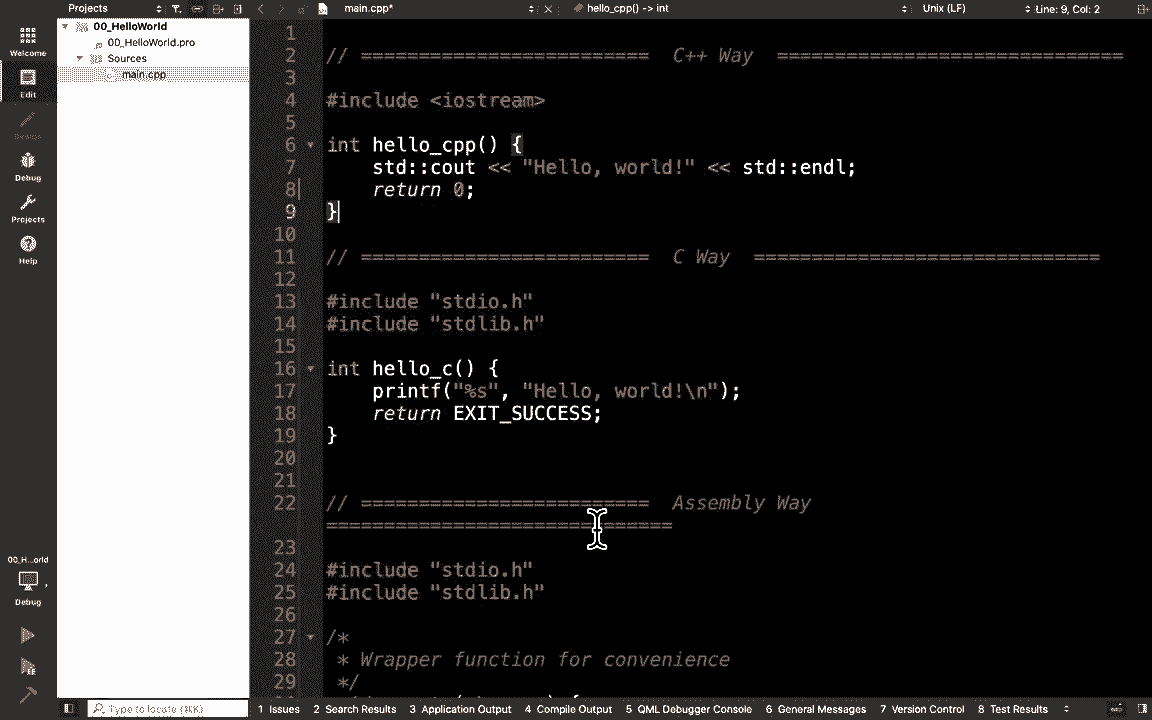 Projects
main.cpp*
hello_cpp() -> int
Unix (LF)
Line: 9, Col: 2
Welcome
Edit
Design
Debug
Projects
Help
00_H...orld
Debug
00_HelloWorld
00_HelloWorld.pro
Sources
main.cpp
1
2 // ========================= C++ Way ==============================
3
4 #include <iostream>
5
6 int hello_cpp() {
7 std::cout << "Hello, world!" << std::endl;
8 return 0;
9 }
10
11 // ========================= C Way ==============================
12
13 #include "stdio.h"
14 #include "stdlib.h"
15
16 int hello_c() {
17 printf("%s", "Hello, world!\n");
18 return EXIT_SUCCESS;
19 }
20
21
22 // ========================= Assembly Way
==============================
23
24 #include "stdio.h"
25 #include "stdlib.h"
26
27 /*
28 * Wrapper function for convenience
29 */
Type to locate (⌘K)
1 Issues 2 Search Results 3 Application Output 4 Compile Output 5 QML Debugger Console 6 General Messages 7 Version Control 8 Test Results